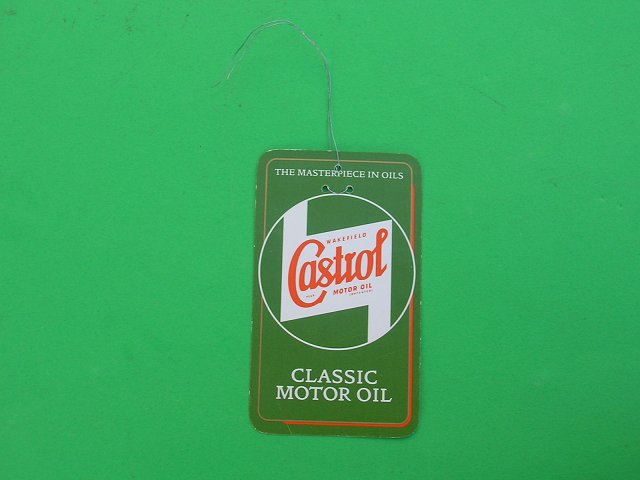 THE MASTERPIECE IN OILS
WAKEFIELD
Castrol
MOTOR OIL
CLASSIC
MOTOR OIL